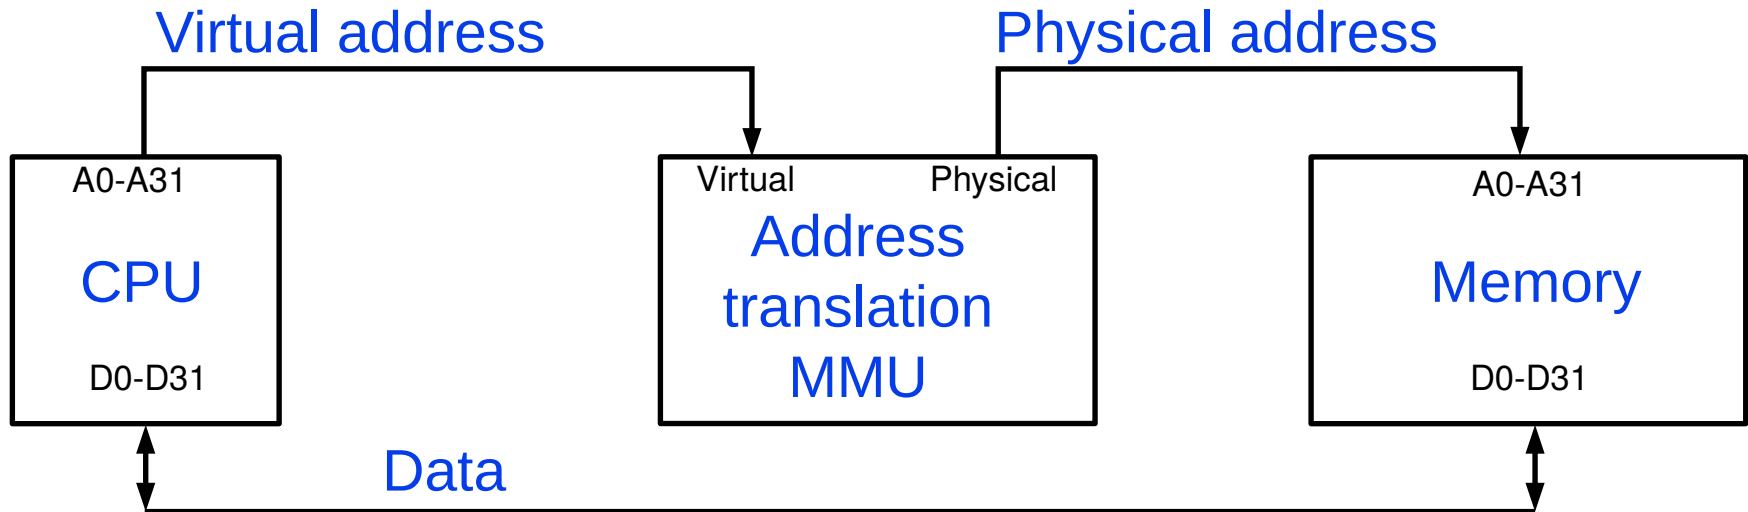 Virtual address
Physical address
A0-A31
Virtual
Physical
A0-A31
Address
translation
MMU
CPU
Memory
D0-D31
D0-D31
Data